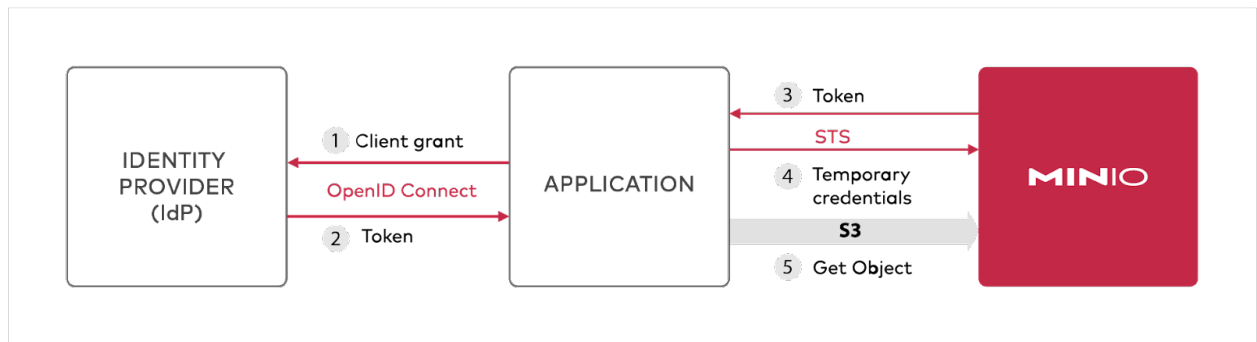 IDENTITY
PROVIDER
(IdP)
1 Client grant
OpenID Connect
2 Token
APPLICATION
3 Token
STS
4 Temporary
credentials
S3
5 Get Object
MINIO